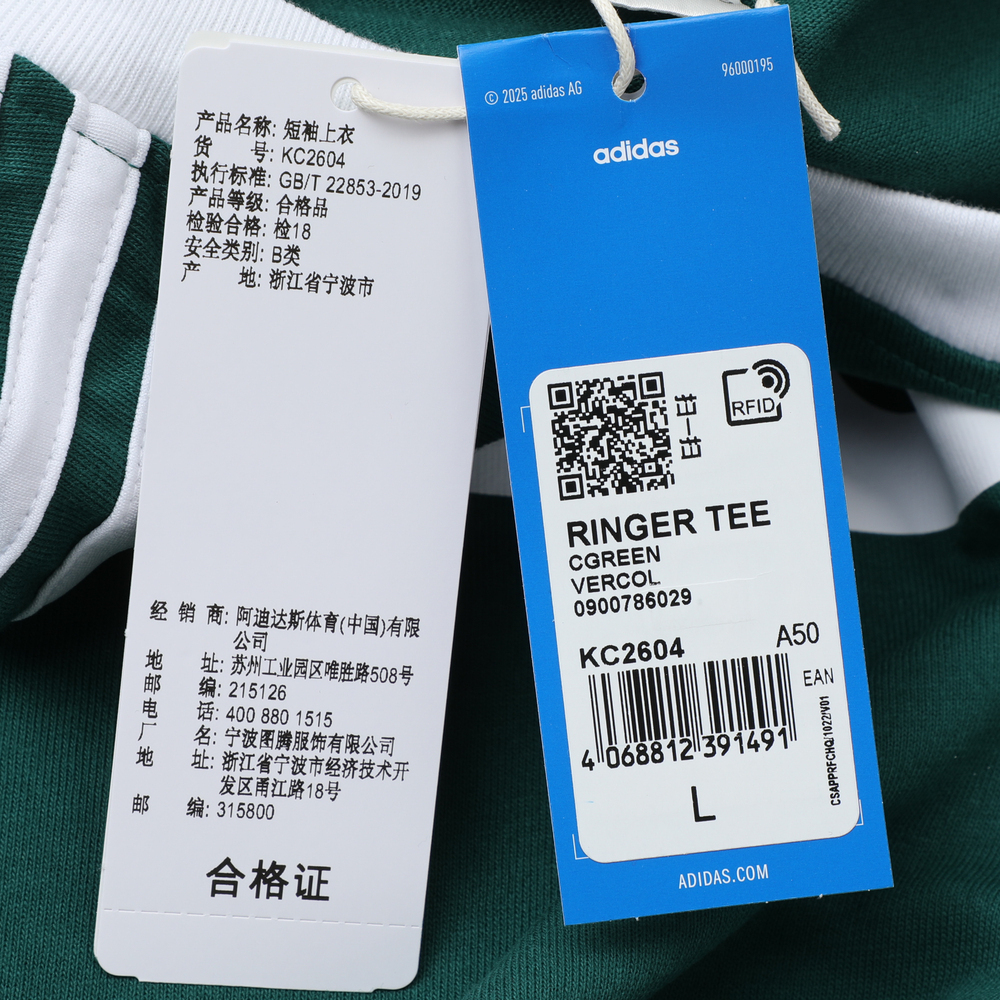 产品名称: 短袖上衣
货 号: KC2604
执行标准: GB/T 22853-2019
产品等级: 合格品
检验合格: 检18
安全类别: B类
产 地: 浙江省宁波市
经 销 商: 阿迪达斯体育(中国)有限
公司
地 址: 苏州工业园区唯胜路508号
邮 编: 215126
电 话: 400 880 1515
厂 名: 宁波图腾服饰有限公司
地 址: 浙江省宁波市经济技术开
发区甬江路18号
邮 编: 315800
合格证
© 2025 adidas AG
96000195
adidas
扫一扫
RFID
RINGER TEE
CGREEN
VERCOL
0900786029
KC2604
A50
EAN
4 068812 391491
CSAPPRFCHQ/1022/V01
L
ADIDAS.COM